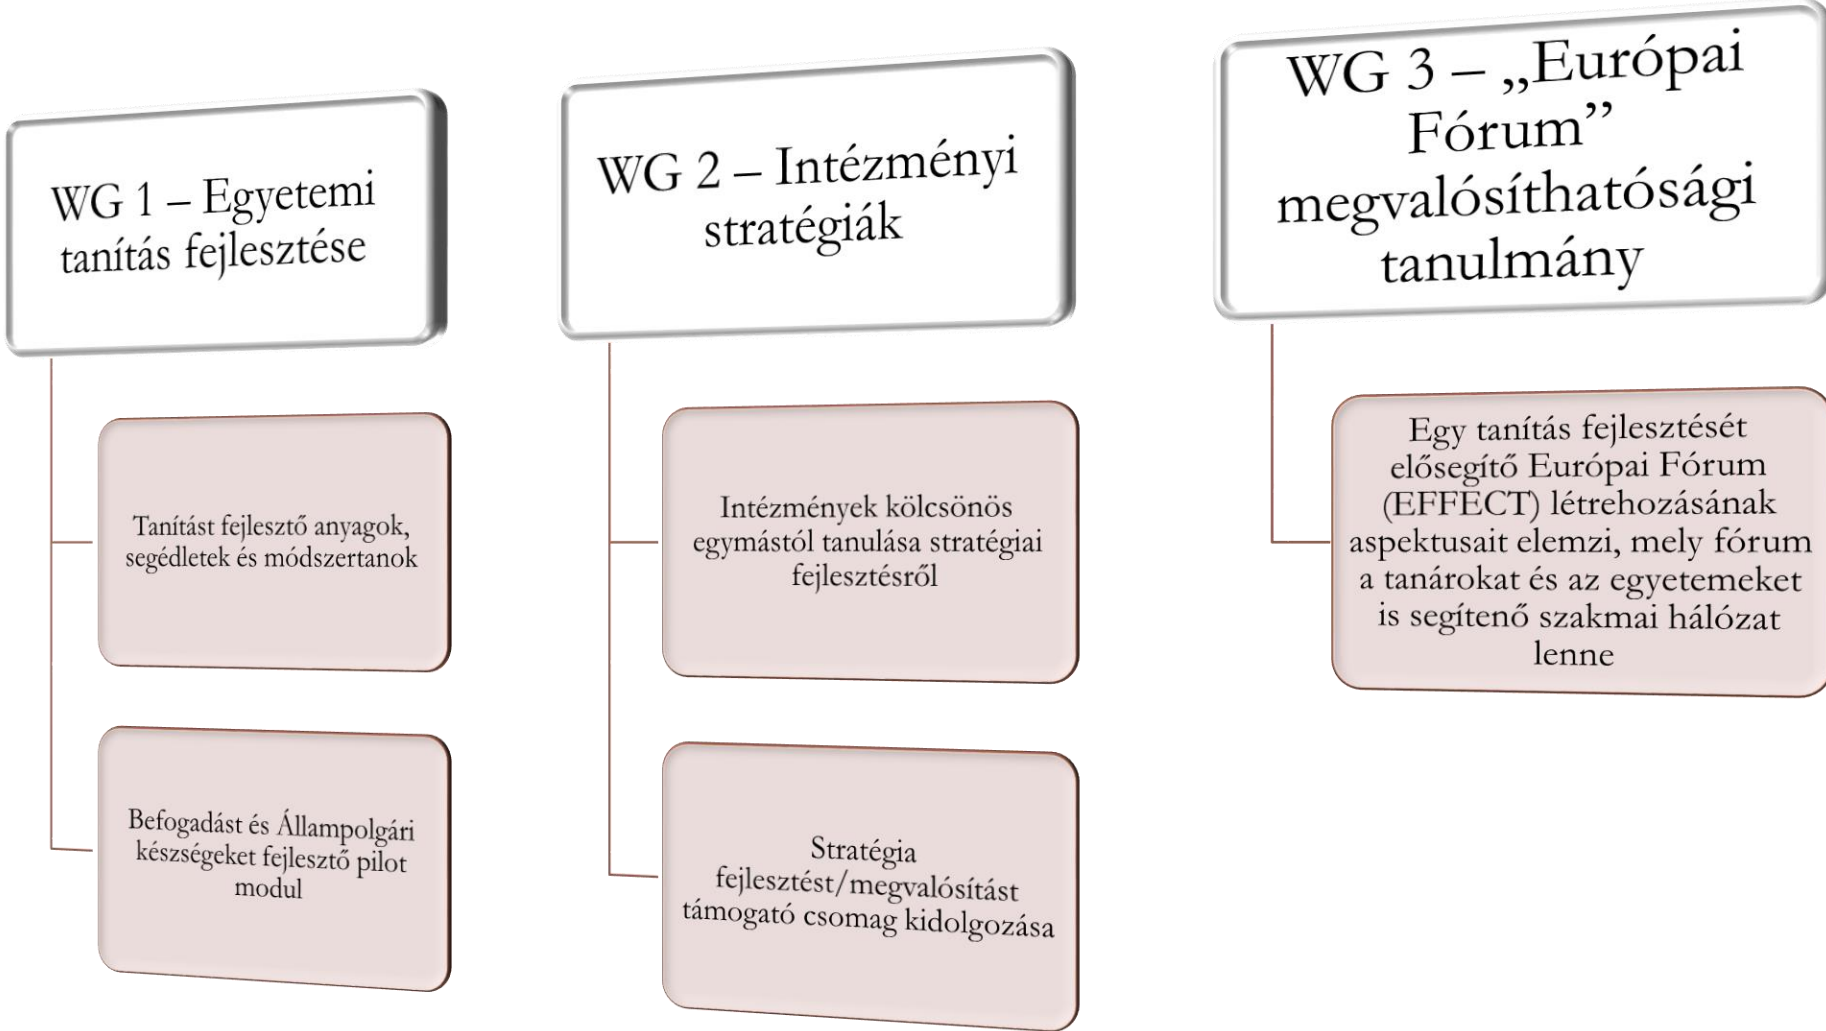 WG 1 – Egyetemi
tanítás fejlesztése
Tanítást fejlesztő anyagok,
segédletek és módszertanok
Befogadást és Állampolgári
készségeket fejlesztő pilot
modul
WG 2 – Intézményi
stratégiák
Intézmények kölcsönös
egymástól tanulása stratégiai
fejlesztésről
Stratégia
fejlesztést/megvalósítást
támogató csomag kidolgozása
WG 3 – „Európai
Fórum”
megvalósíthatósági
tanulmány
Egy tanítás fejlesztését
elősegítő Európai Fórum
(EFFECT) létrehozásának
aspektusait elemzi, mely fórum
a tanárokat és az egyetemeket
is segítenő szakmai hálózat
lenne